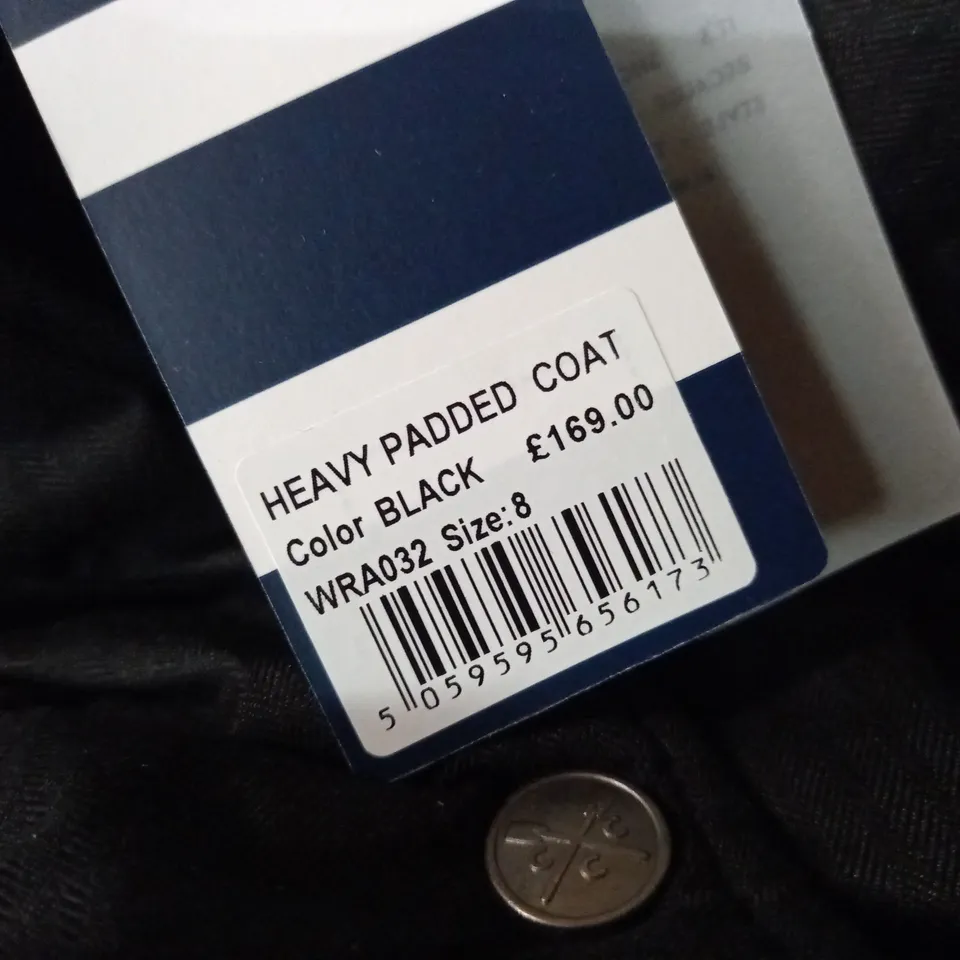 HEAVY PADDED COAT
Color BLACK £169.00
WRA032 Size:8
5 059595 656173